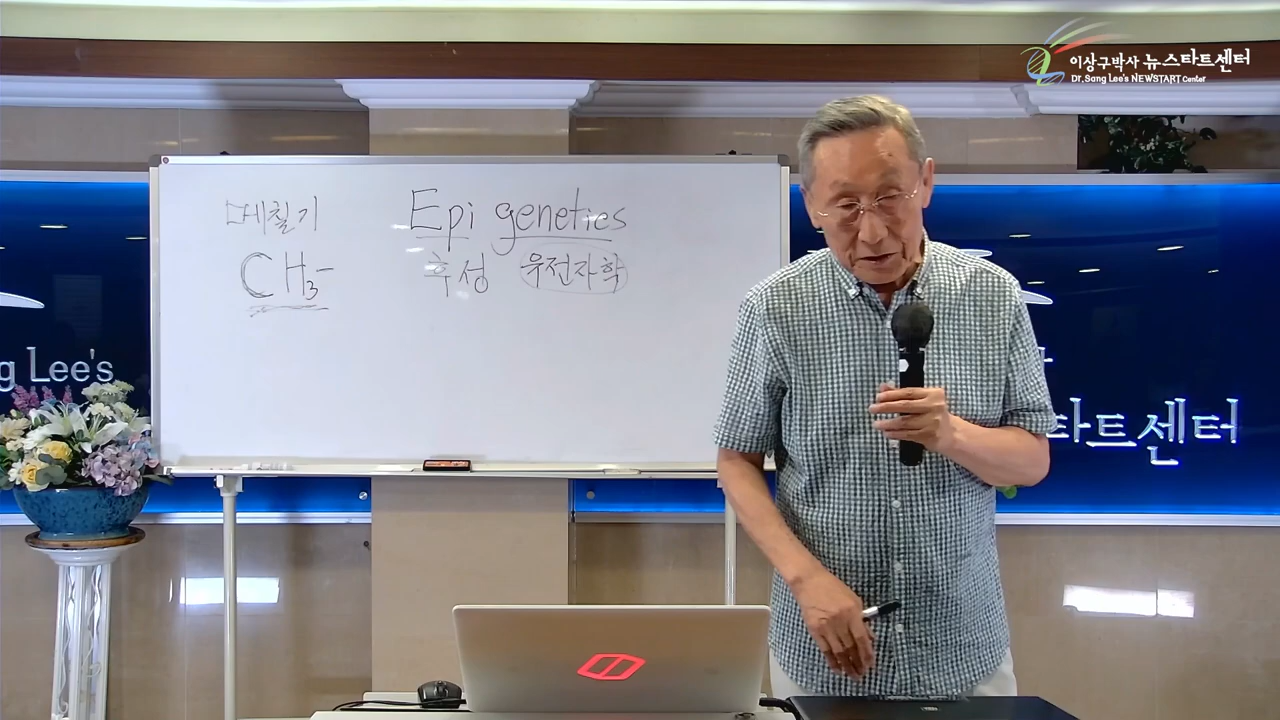 이상구박사 뉴스타트센터
Dr. Sang Lee's NEWSTART Center
메칠기
CH3-
Epi genetics
후성 유전자학
g Lee's
타트센터